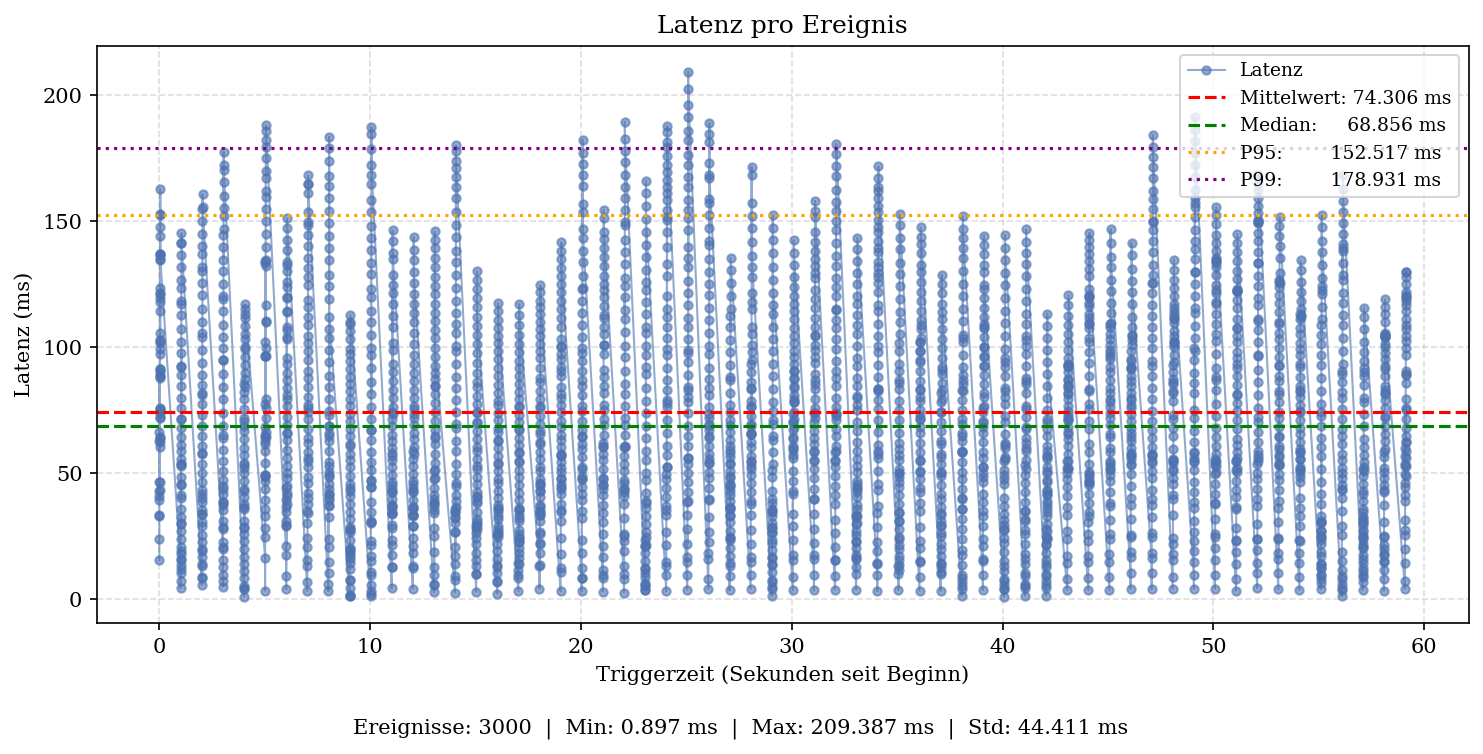 Latenz pro Ereignis
Latenz
Mittelwert: 74.306 ms
Median: 68.856 ms
P95: 152.517 ms
P99: 178.931 ms
200
150
100
50
0
Latenz (ms)
0 10 20 30 40 50 60
Triggerzeit (Sekunden seit Beginn)
Ereignisse: 3000 | Min: 0.897 ms | Max: 209.387 ms | Std: 44.411 ms